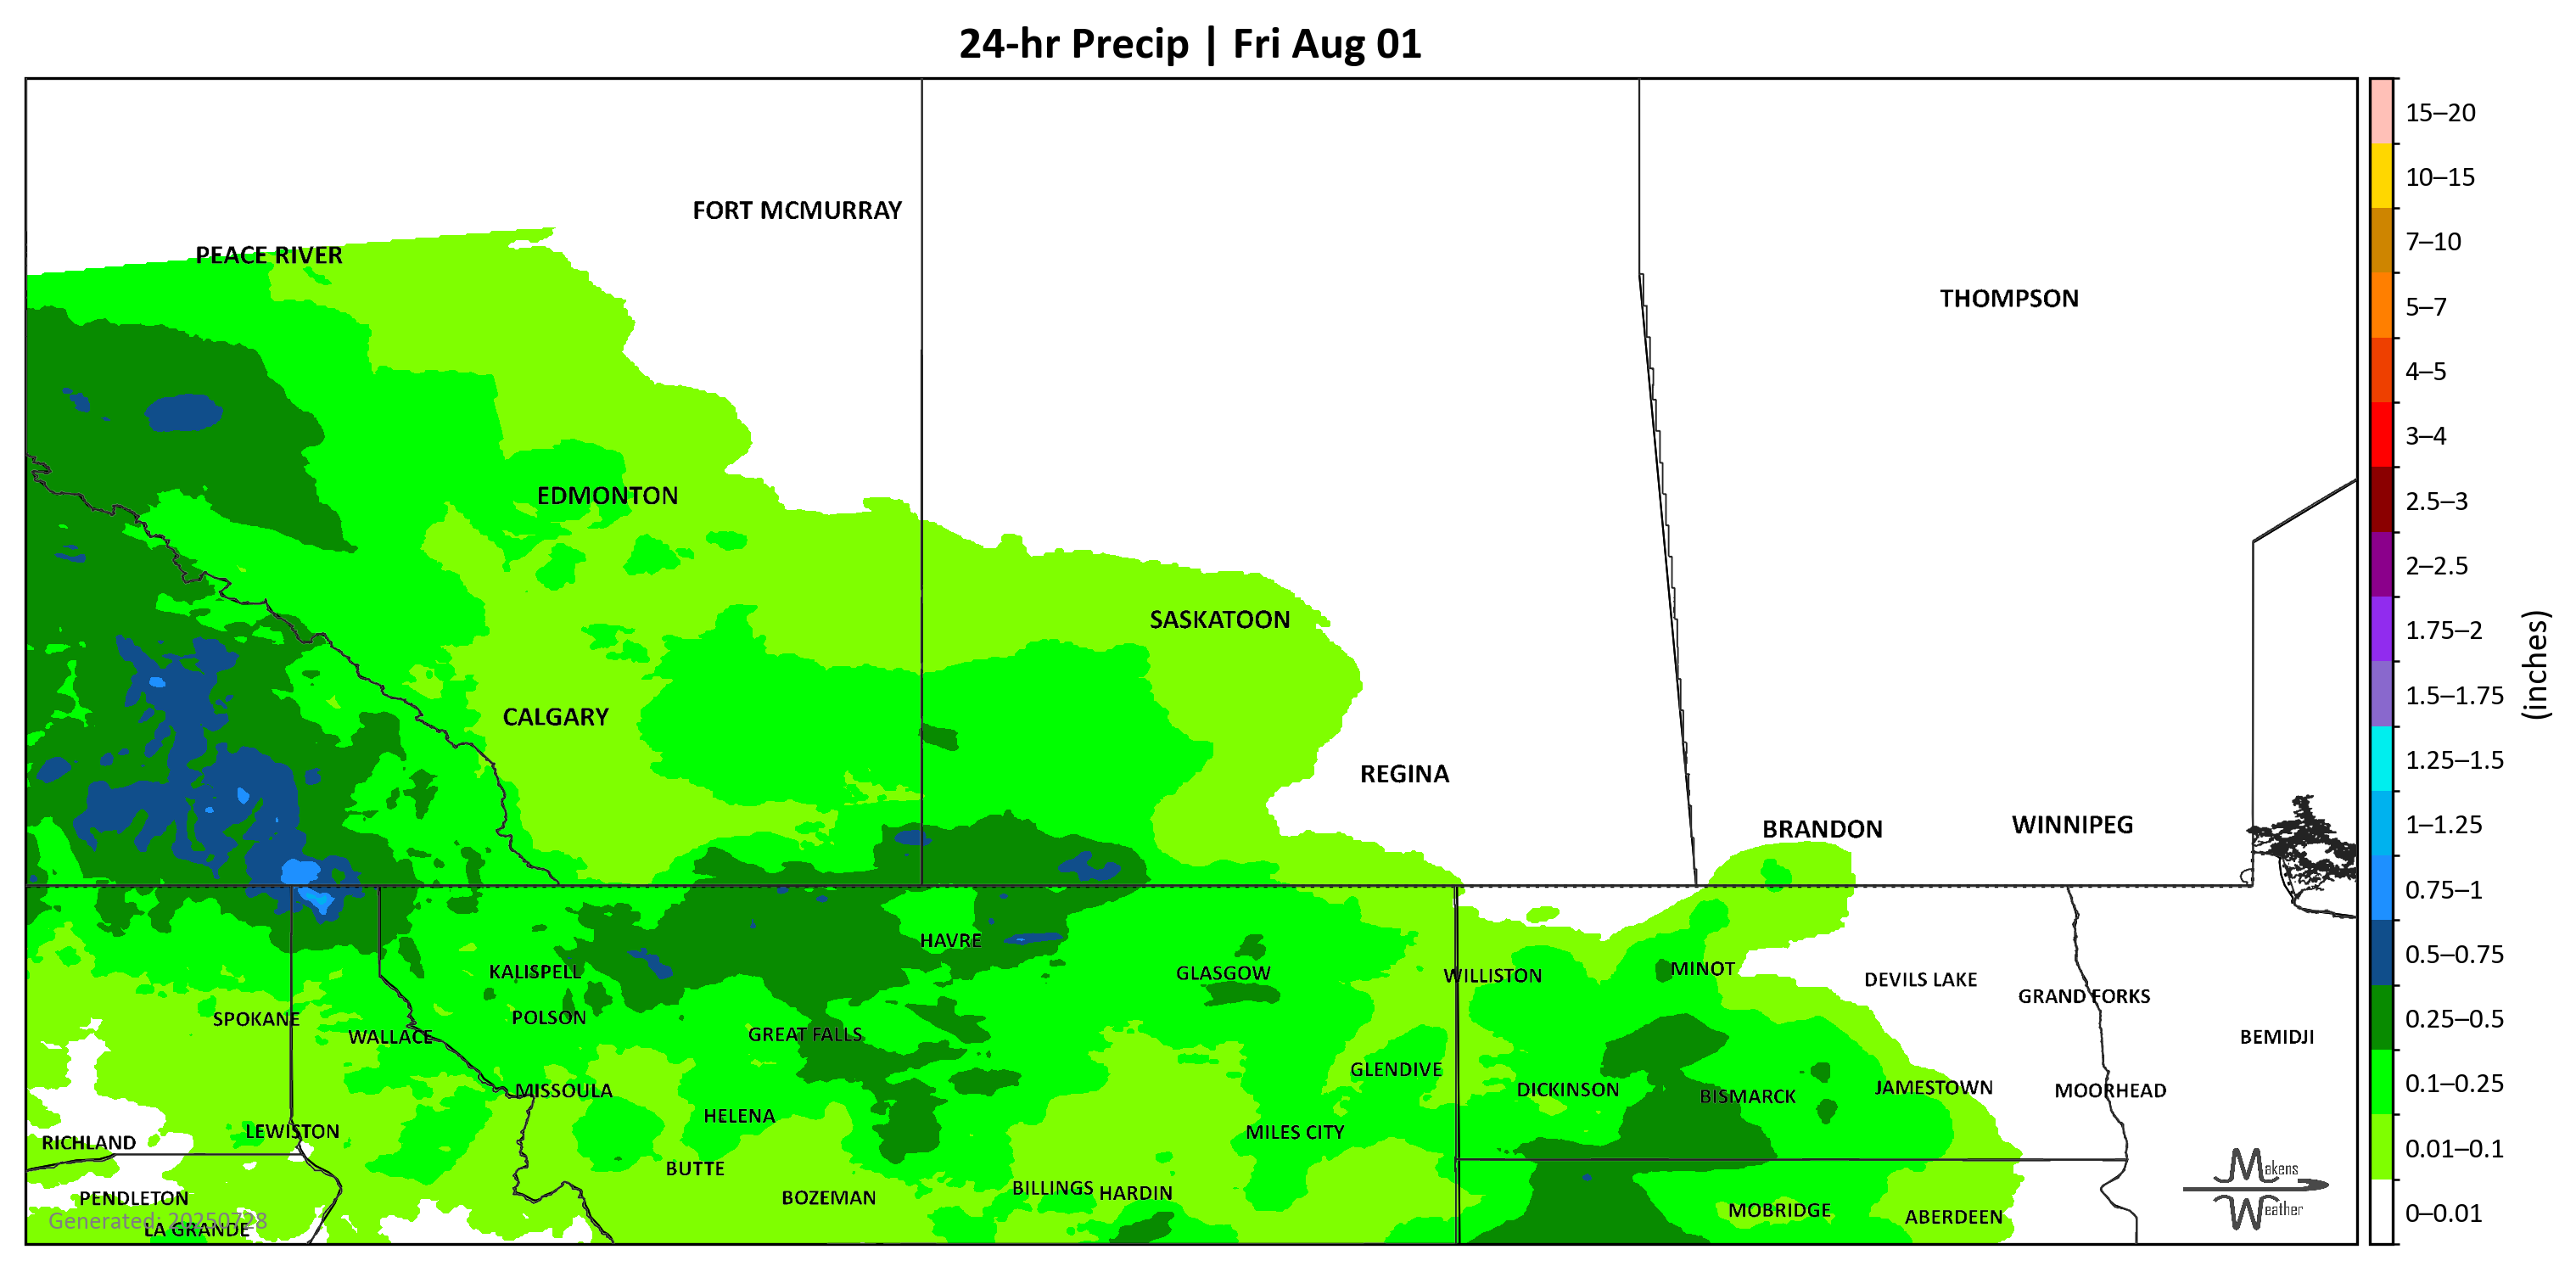 24-hr Precip | Fri Aug 01
FORT MCMURRAY
PEACE RIVER
THOMPSON
EDMONTON
SASKATOON
CALGARY
REGINA
BRANDON
WINNIPEG
HAVRE
KALISPELL
GLASGOW
WILLISTON
MINOT
DEVILS LAKE
GRAND FORKS
SPOKANE
POLSON
WALLACE
GREAT FALLS
BEMIDJI
GLENDIVE
MISSOULA
DICKINSON
BISMARCK
JAMESTOWN
MOORHEAD
HELENA
LEWISTON
MILES CITY
RICHLAND
BUTTE
PENDLETON
BOZEMAN
BILLINGS
HARDIN
MOBRIDGE
ABERDEEN
Generated: 20250728
LA GRANDE
Makens
Weather
15–20
10–15
7–10
5–7
4–5
3–4
2.5–3
2–2.5
1.75–2
1.5–1.75
1.25–1.5
1–1.25
0.75–1
0.5–0.75
0.25–0.5
0.1–0.25
0.01–0.1
0–0.01
(inches)